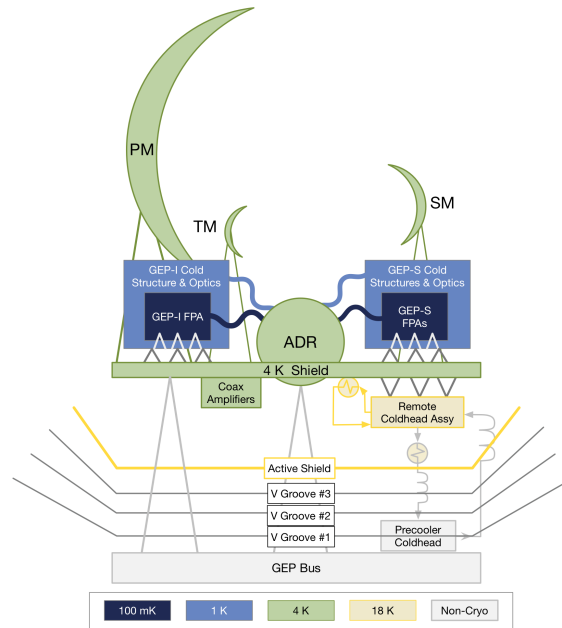 PM
SM
TM
GEP-I Cold
Structure & Optics
GEP-S Cold
Structures & Optics
GEP-I FPA
GEP-S
FPAs
ADR
4 K Shield
Coax
Amplifiers
Remote
Coldhead Assy
Active Shield
V Groove #3
V Groove #2
V Groove #1
Precooler
Coldhead
GEP Bus
100 mK
1 K
4 K
18 K
Non-Cryo